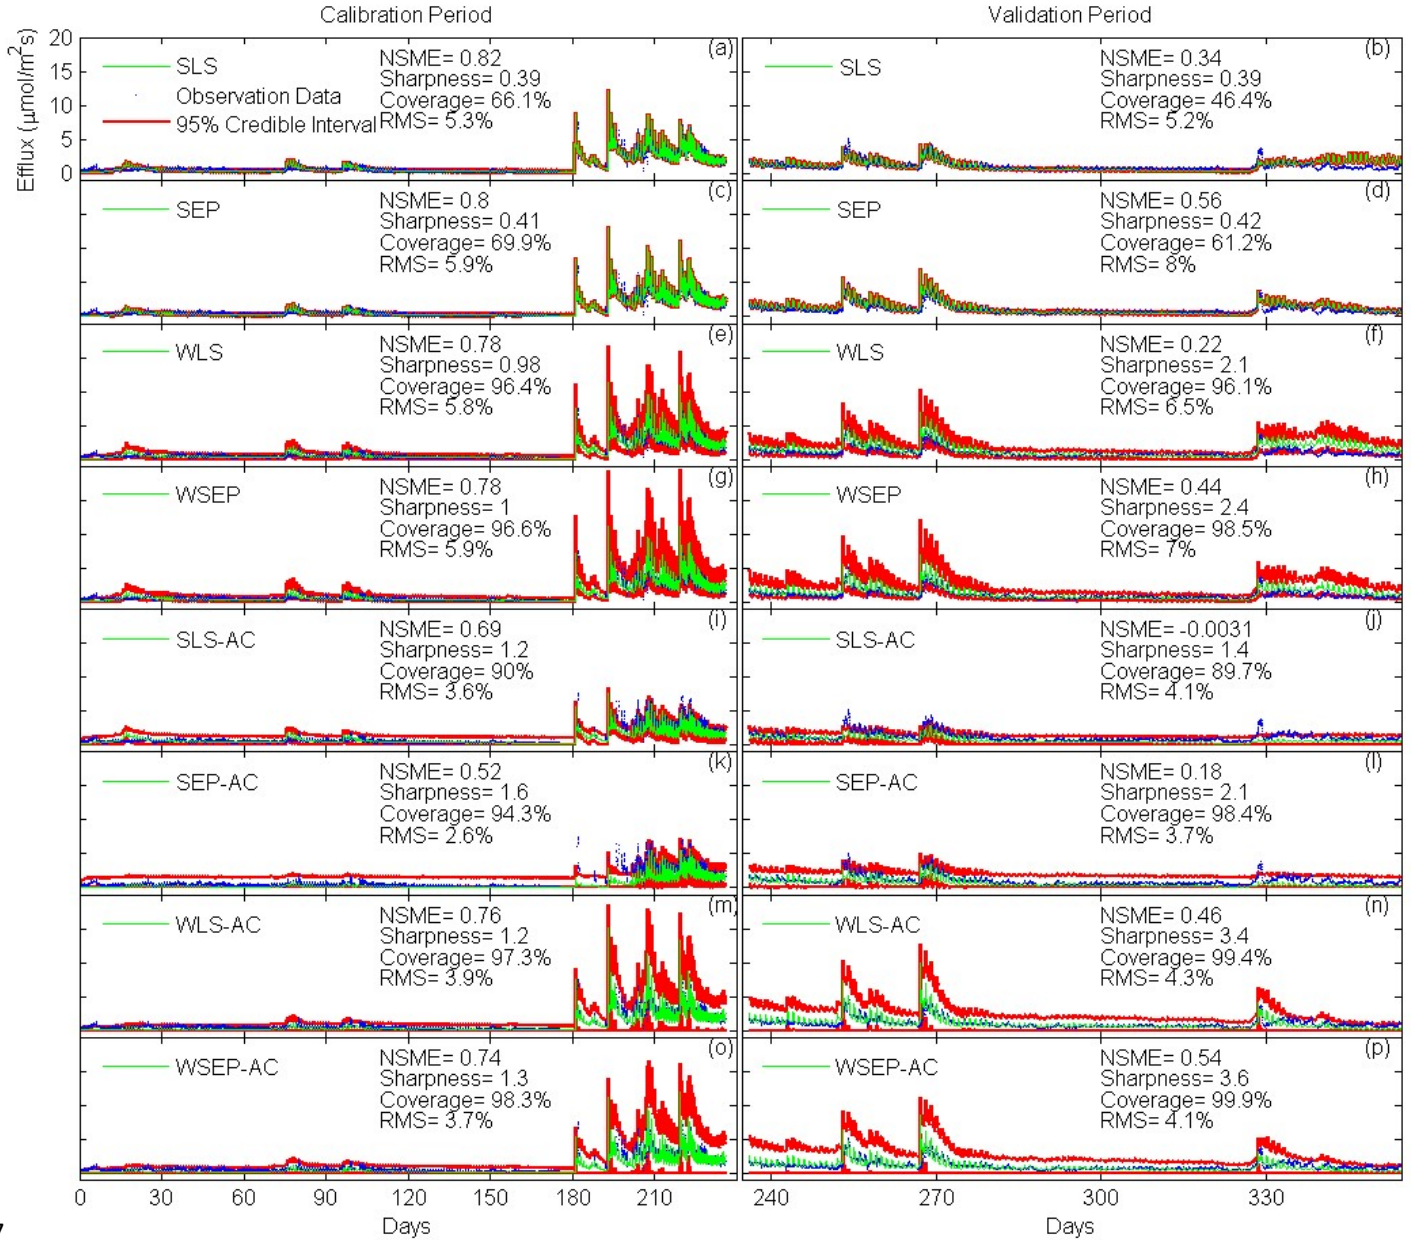 Calibration Period
Validation Period
Efflux (μmol/m²s)
20
15
10
5
0
SLS
Observation Data
95% Credible Interval
NSME= 0.82
Sharpness= 0.39
Coverage= 66.1%
RMS= 5.3%
(a)
SLS
NSME= 0.34
Sharpness= 0.39
Coverage= 46.4%
RMS= 5.2%
(b)
SEP
NSME= 0.8
Sharpness= 0.41
Coverage= 69.9%
RMS= 5.9%
(c)
SEP
NSME= 0.56
Sharpness= 0.42
Coverage= 61.2%
RMS= 8%
(d)
WLS
NSME= 0.78
Sharpness= 0.98
Coverage= 96.4%
RMS= 5.8%
(e)
WLS
NSME= 0.22
Sharpness= 2.1
Coverage= 96.1%
RMS= 6.5%
(f)
WSEP
NSME= 0.78
Sharpness= 1
Coverage= 96.6%
RMS= 5.9%
(g)
WSEP
NSME= 0.44
Sharpness= 2.4
Coverage= 98.5%
RMS= 7%
(h)
SLS-AC
NSME= 0.69
Sharpness= 1.2
Coverage= 90%
RMS= 3.6%
(i)
SLS-AC
NSME= -0.0031
Sharpness= 1.4
Coverage= 89.7%
RMS= 4.1%
(j)
SEP-AC
NSME= 0.52
Sharpness= 1.6
Coverage= 94.3%
RMS= 2.6%
(k)
SEP-AC
NSME= 0.18
Sharpness= 2.1
Coverage= 98.4%
RMS= 3.7%
(l)
WLS-AC
NSME= 0.76
Sharpness= 1.2
Coverage= 97.3%
RMS= 3.9%
(m)
WLS-AC
NSME= 0.46
Sharpness= 3.4
Coverage= 99.4%
RMS= 4.3%
(n)
WSEP-AC
NSME= 0.74
Sharpness= 1.3
Coverage= 98.3%
RMS= 3.7%
(o)
WSEP-AC
NSME= 0.54
Sharpness= 3.6
Coverage= 99.9%
RMS= 4.1%
(p)
0 30 60 90 120 150 180 210
240 270 300 330
Days
Days